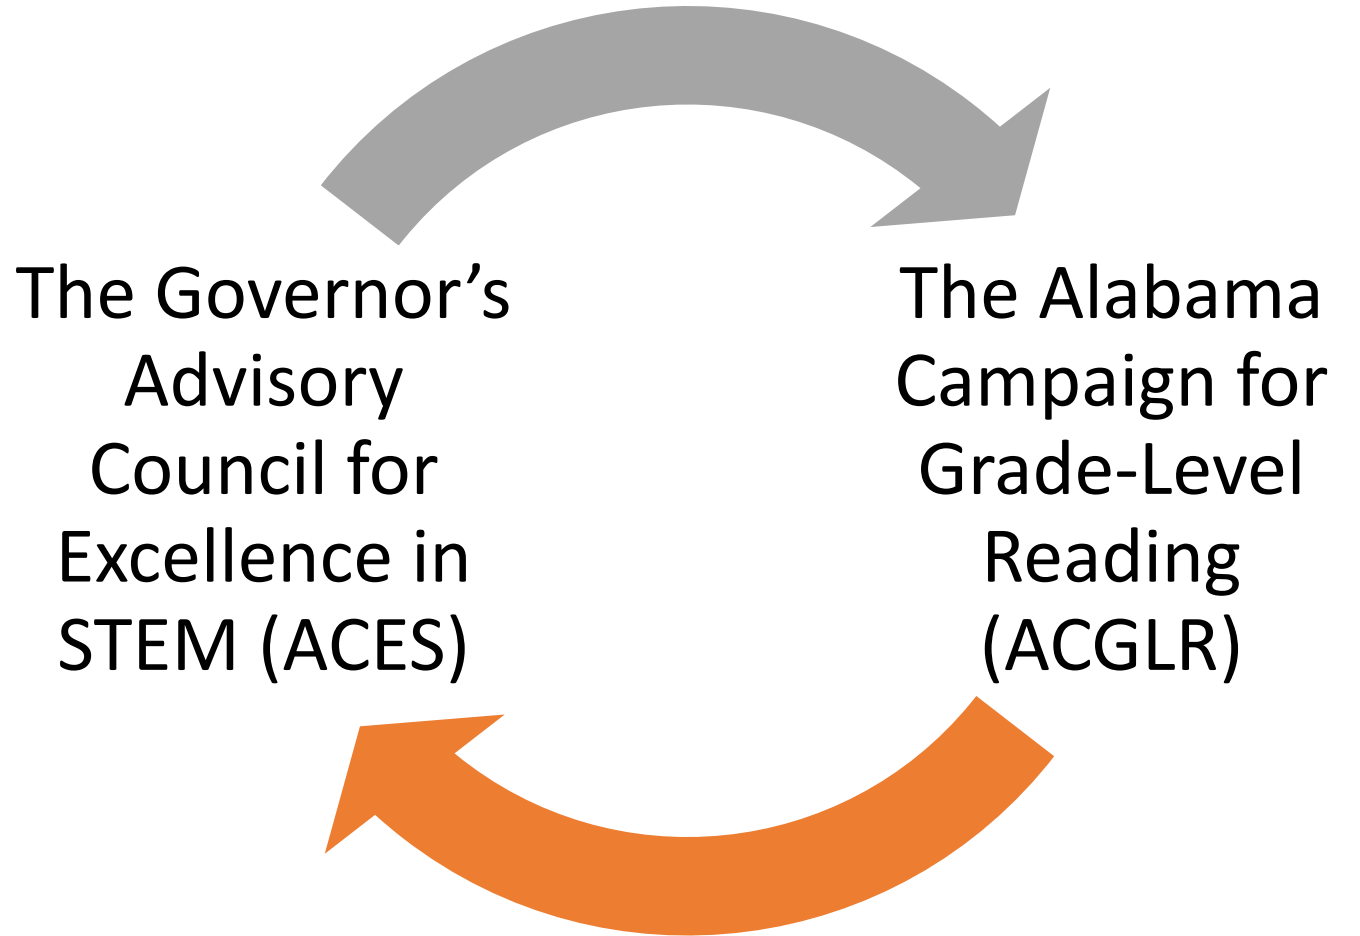 The Governor’s
Advisory
Council for
Excellence in
STEM (ACES)
The Alabama
Campaign for
Grade-Level
Reading
(ACGLR)